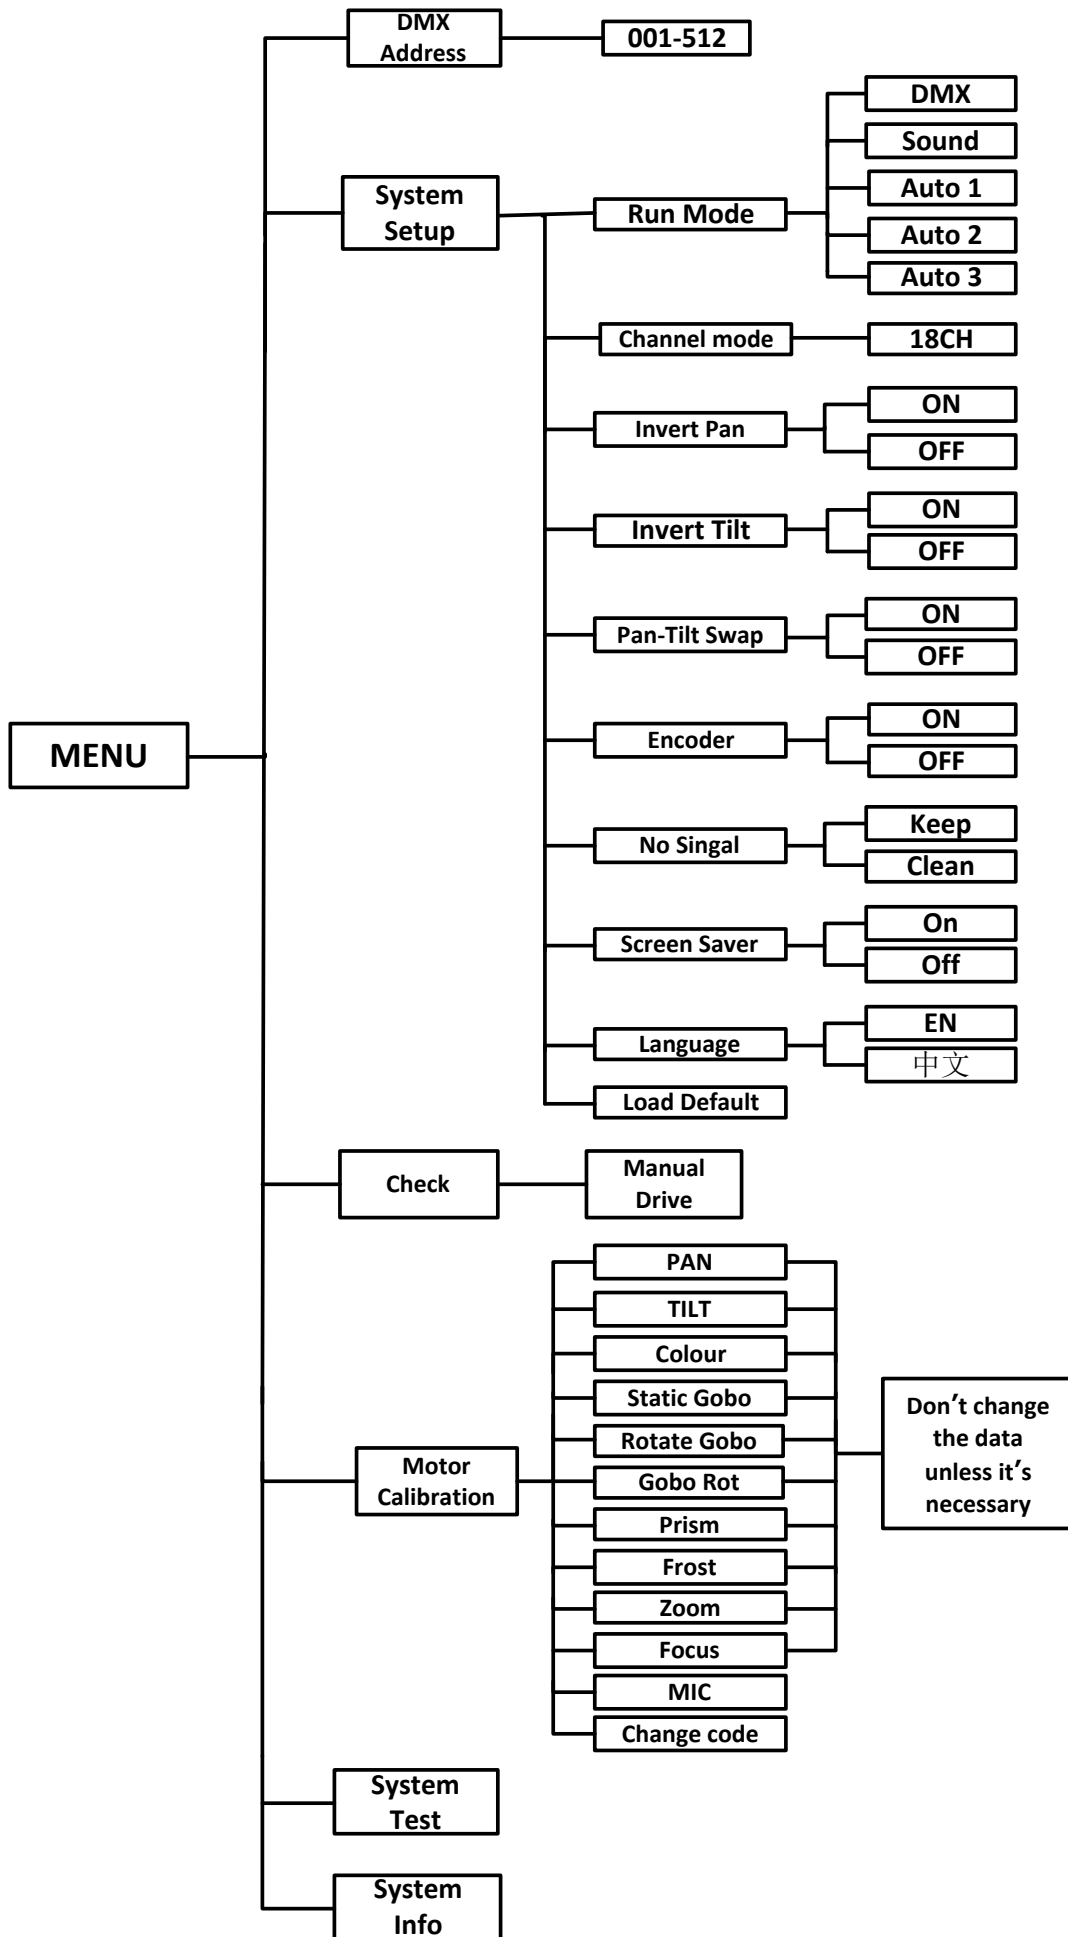 DMX
Address
001-512
System
Setup
Run Mode
DMX
Sound
Auto 1
Auto 2
Auto 3
Channel mode
18CH
Invert Pan
ON
OFF
Invert Tilt
ON
OFF
Pan-Tilt Swap
ON
OFF
MENU
Encoder
ON
OFF
No Singal
Keep
Clean
Screen Saver
On
Off
Language
EN
中文
Load Default
Check
Manual
Drive
Motor
Calibration
PAN
TILT
Colour
Static Gobo
Rotate Gobo
Gobo Rot
Prism
Frost
Zoom
Focus
MIC
Change code
Don′t change
the data
unless it′s
necessary
System
Test
System
Info